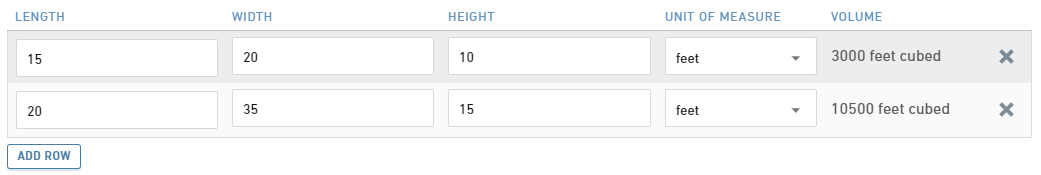 LENGTH WIDTH HEIGHT UNIT OF MEASURE VOLUME
15 20 10 feet 3000 feet cubed
20 35 15 feet 10500 feet cubed
ADD ROW